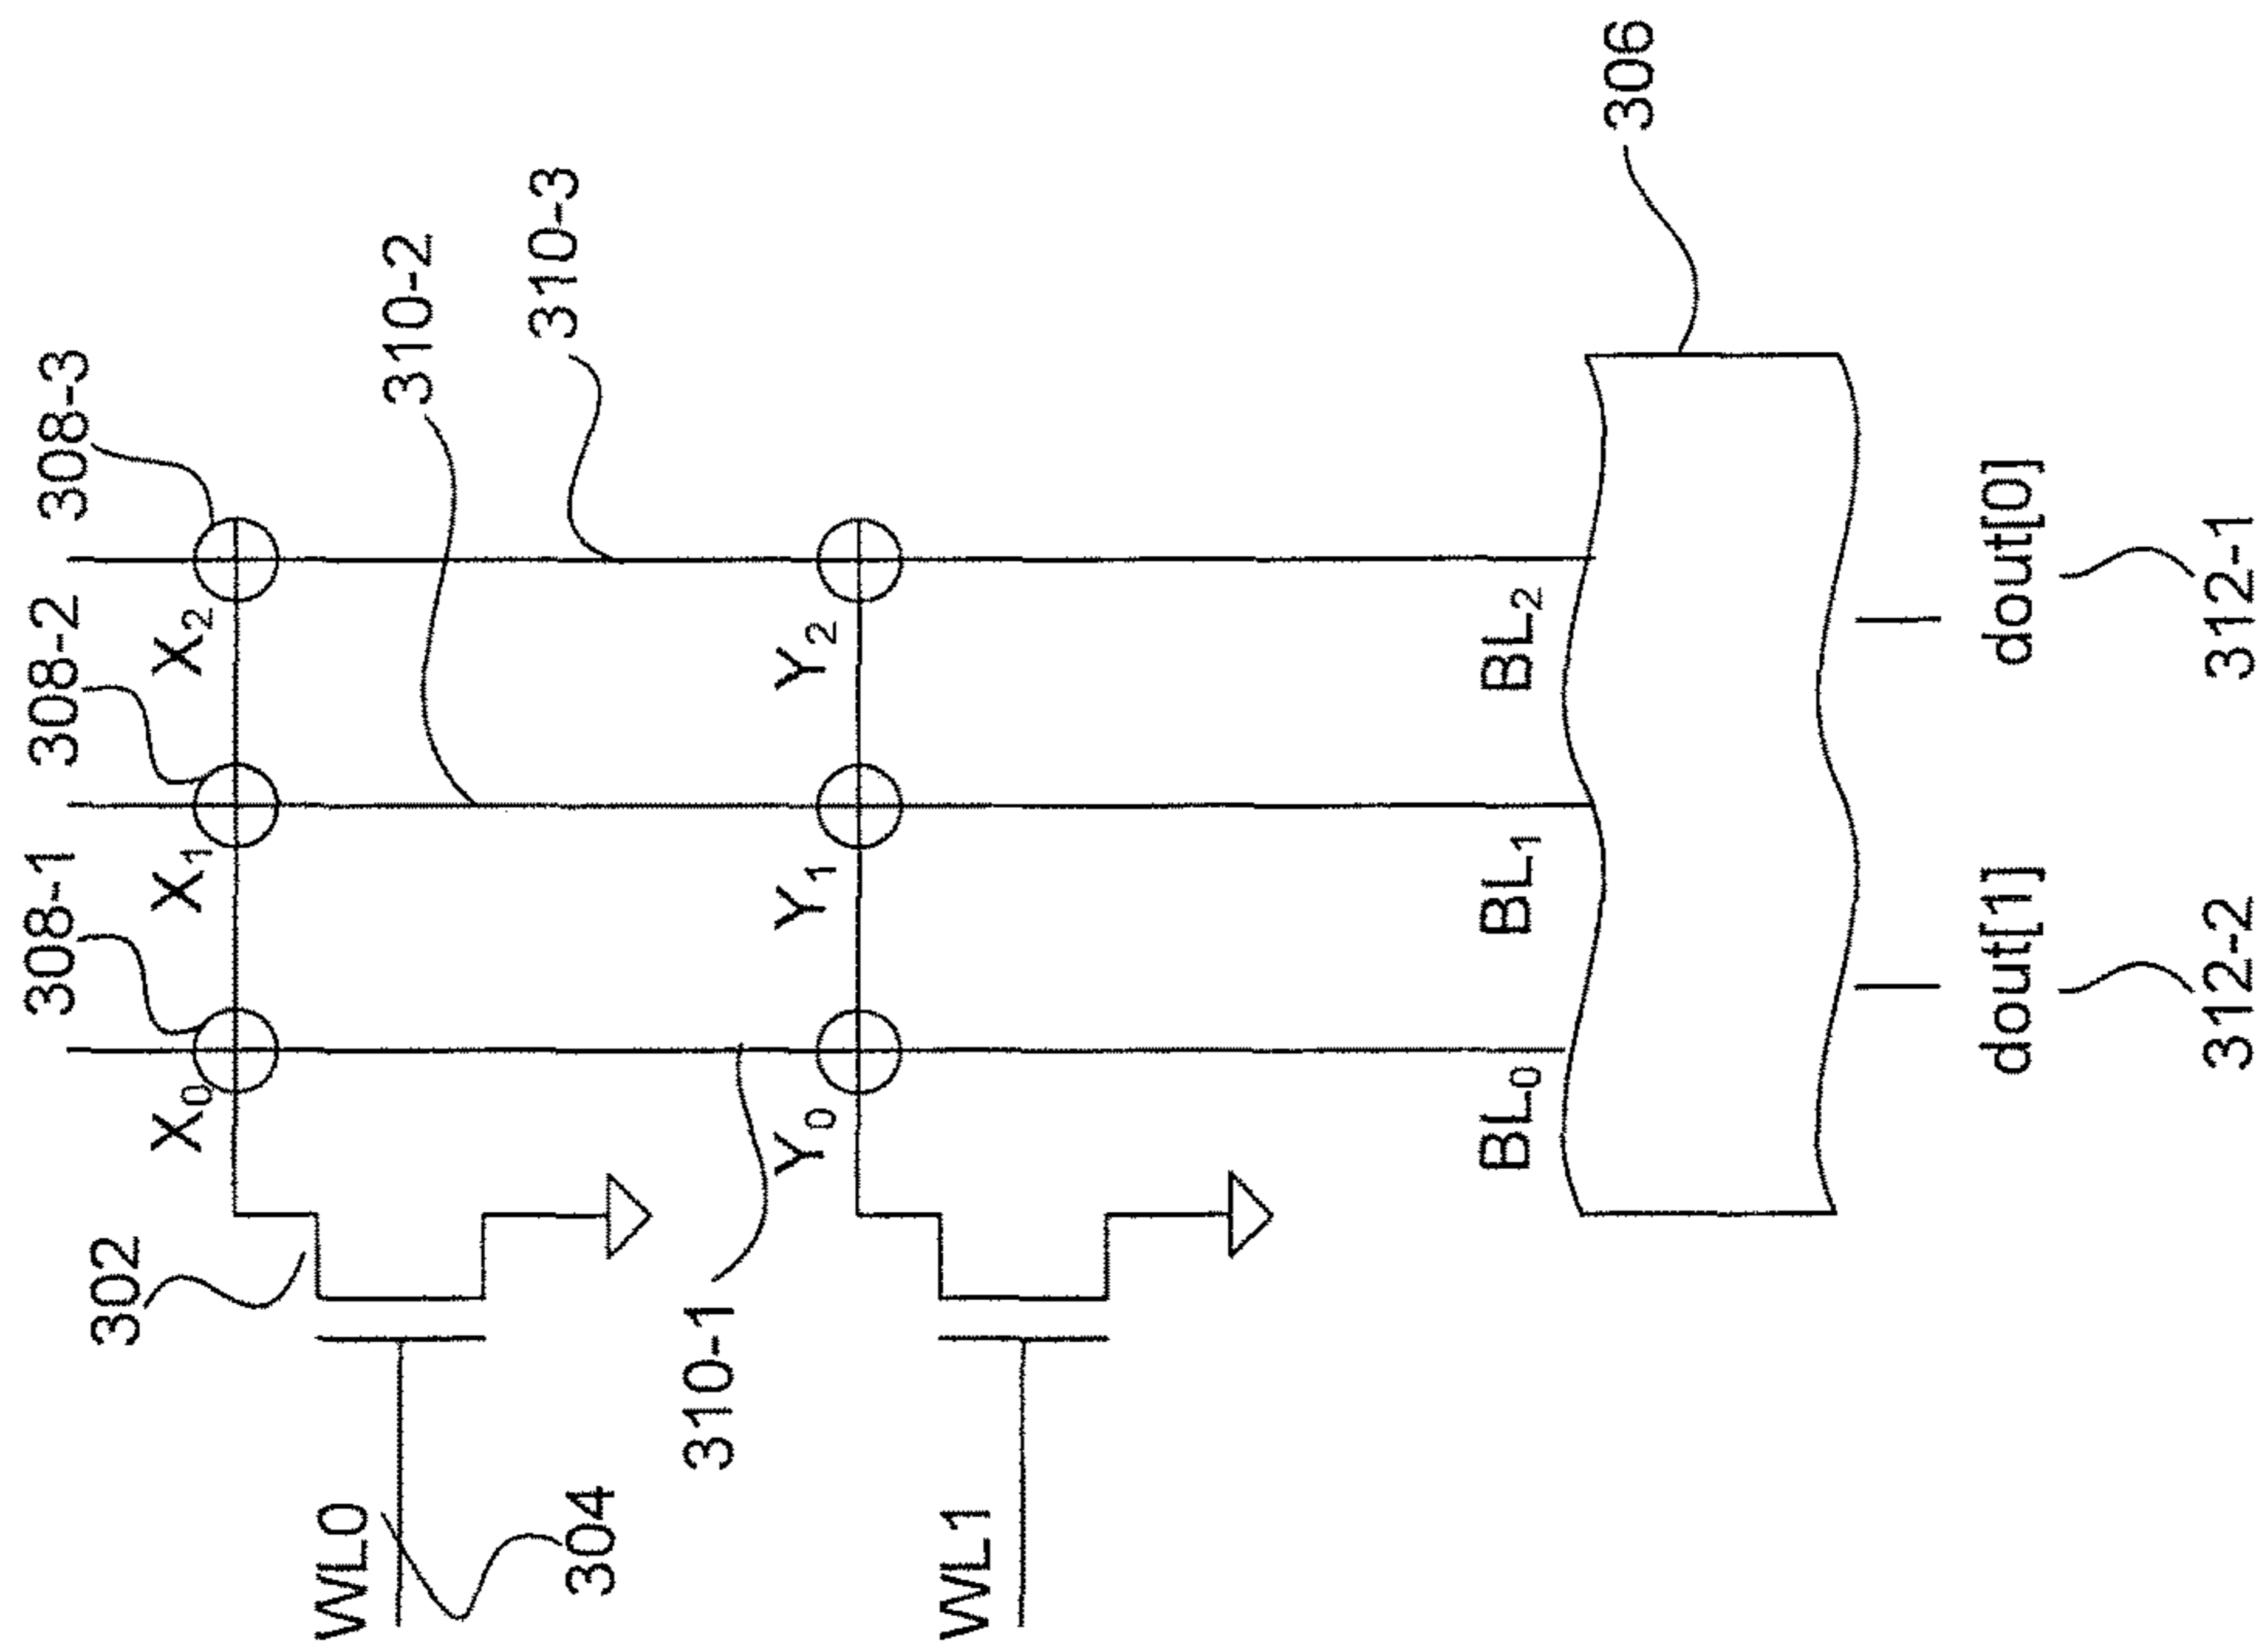 308-1
308-2
308-3
302
X0
X1
X2
310-2
310-3
WL0
304
310-1
Y0
Y1
Y2
WL1
BL0
BL1
BL2
306
dout[1]
dout[0]
312-2
312-1